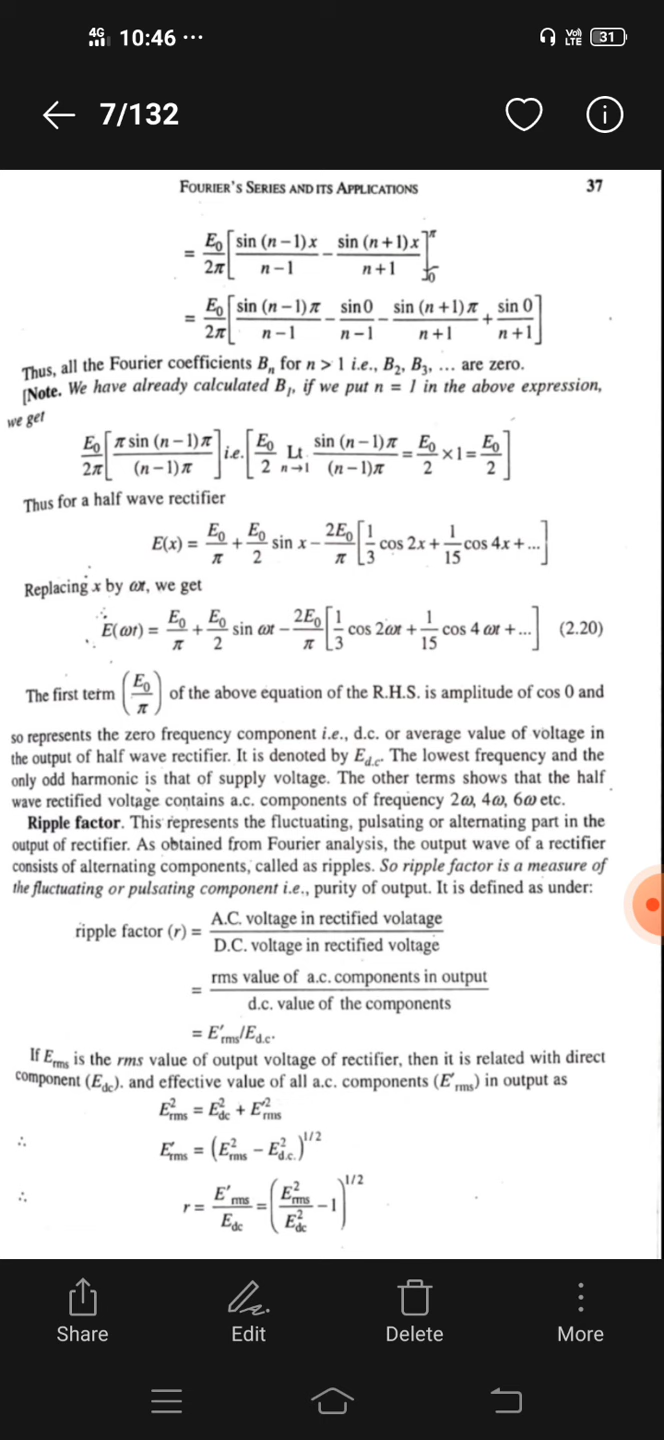 4G 10:46 ··· Vo) LTE 31
← 7/132
FOURIER'S SERIES AND ITS APPLICATIONS 37
= E₀/2π [sin (n – 1) x / n – 1 – sin (n + 1) x / n + 1]₀^π
= E₀/2π [sin (n – 1) π / n – 1 – sin 0 / n – 1 – sin (n + 1) π / n + 1 + sin 0 / n + 1]
Thus, all the Fourier coefficients Bₙ for n > 1 i.e., B₂, B₃, ... are zero.
[Note. We have already calculated B₁, if we put n = 1 in the above expression,
we get
E₀/2π [π sin (n – 1) π / (n – 1) π] i.e. [E₀/2 Lt n→1 sin (n – 1) π / (n – 1) π = E₀/2 × 1 = E₀/2]
Thus for a half wave rectifier
E(x) = E₀/π + E₀/2 sin x – 2E₀/π [1/3 cos 2x + 1/15 cos 4x + ...]
Replacing x by ωt, we get
∴ E(ωt) = E₀/π + E₀/2 sin ωt – 2E₀/π [1/3 cos 2ωt + 1/15 cos 4 ωt + ...] (2.20)
The first term (E₀/π) of the above equation of the R.H.S. is amplitude of cos 0 and
so represents the zero frequency component i.e., d.c. or average value of voltage in
the output of half wave rectifier. It is denoted by E_d.c. The lowest frequency and the
only odd harmonic is that of supply voltage. The other terms shows that the half
wave rectified voltage contains a.c. components of frequency 2ω, 4ω, 6ω etc.
Ripple factor. This represents the fluctuating, pulsating or alternating part in the
output of rectifier. As obtained from Fourier analysis, the output wave of a rectifier
consists of alternating components, called as ripples. So ripple factor is a measure of
the fluctuating or pulsating component i.e., purity of output. It is defined as under:
ripple factor (r) = A.C. voltage in rectified volatage / D.C. voltage in rectified voltage
= rms value of a.c. components in output / d.c. value of the components
= E'rms/E_d.c.
If E_rms is the rms value of output voltage of rectifier, then it is related with direct
component (E_dc). and effective value of all a.c. components (E'rms) in output as
E²rms = E²dc + E'²rms
∴ E'rms = (E²rms – E²d.c.)^1/2
∴ r = E'rms / Edc = (E²rms / E²dc – 1)^1/2
Share Edit Delete More